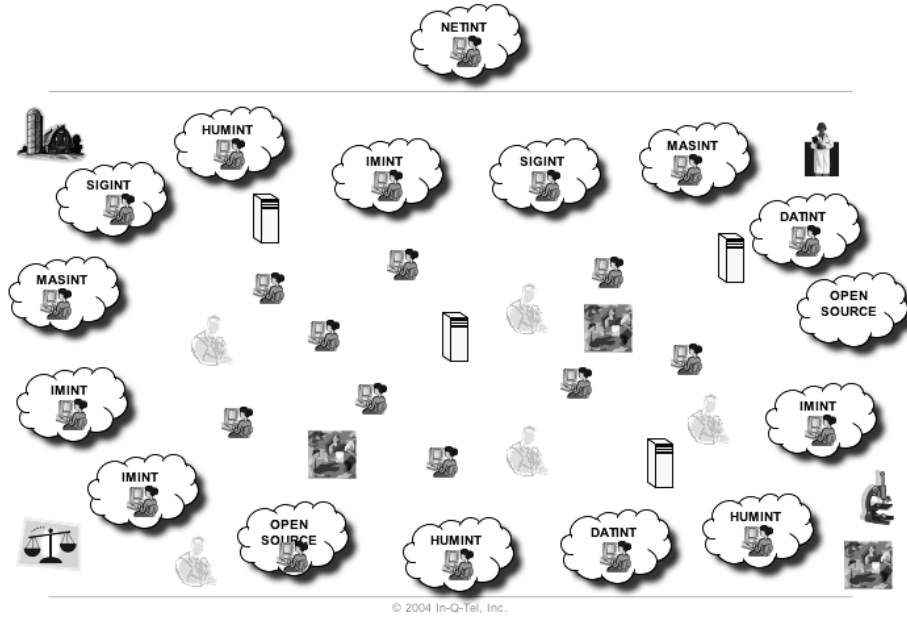 NETINT
HUMINT
IMINT
SIGINT
MASINT
SIGINT
DATINT
MASINT
OPEN
SOURCE
IMINT
IMINT
IMINT
OPEN
SOURCE
HUMINT
DATINT
HUMINT
© 2004 In-Q-Tel, Inc.